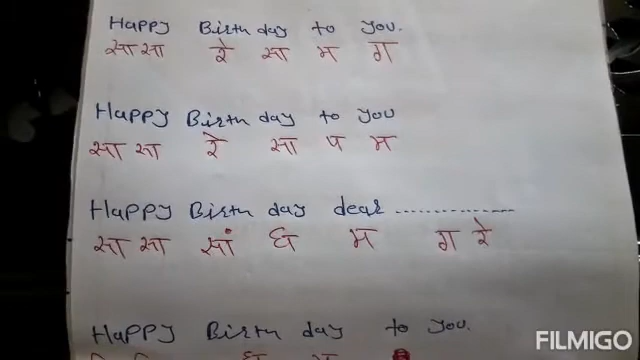 Happy Birth day to you.
सा सा रे सा म ग
Happy Birth day to you
सा सा रे सा प म
Happy Birth day dear ................
सा सा सां ध म ग रे
Happy Birth day to you.
FILMIGO